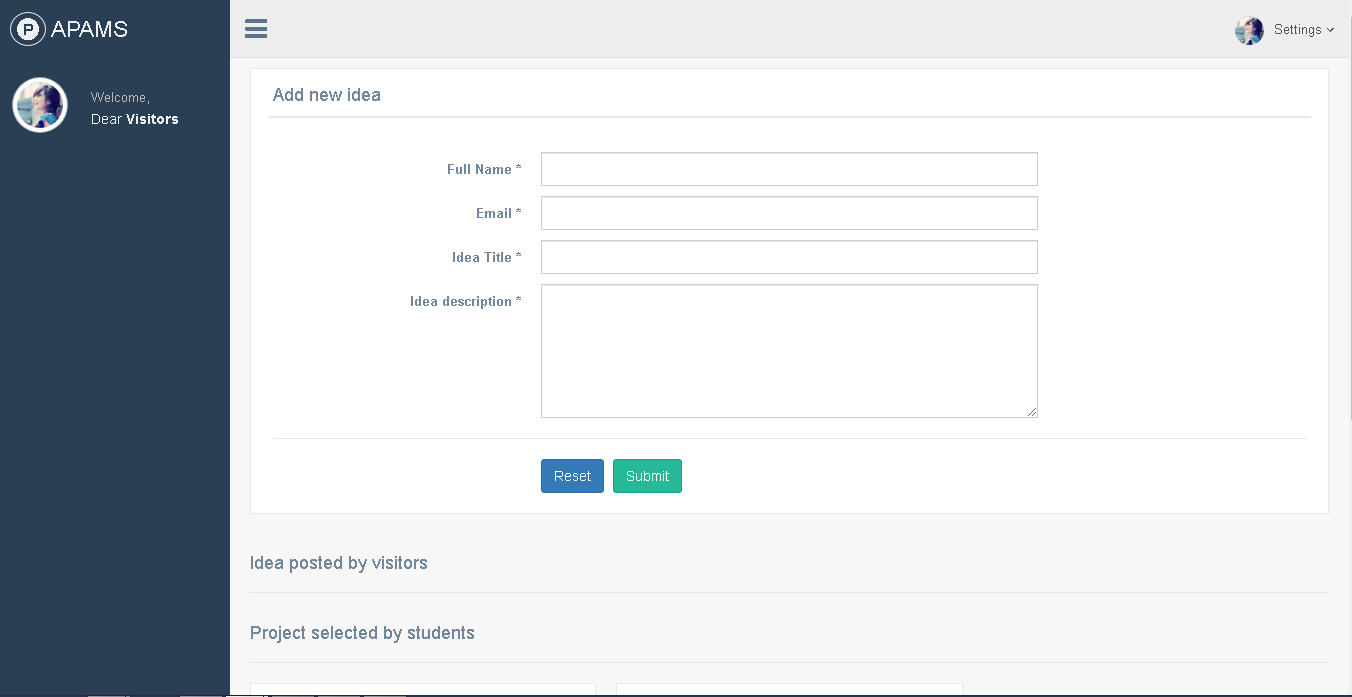 P APAMS
Settings
Welcome,
Dear Visitors
Add new idea
Full Name *
Email *
Idea Title *
Idea description *
Reset Submit
Idea posted by visitors
Project selected by students